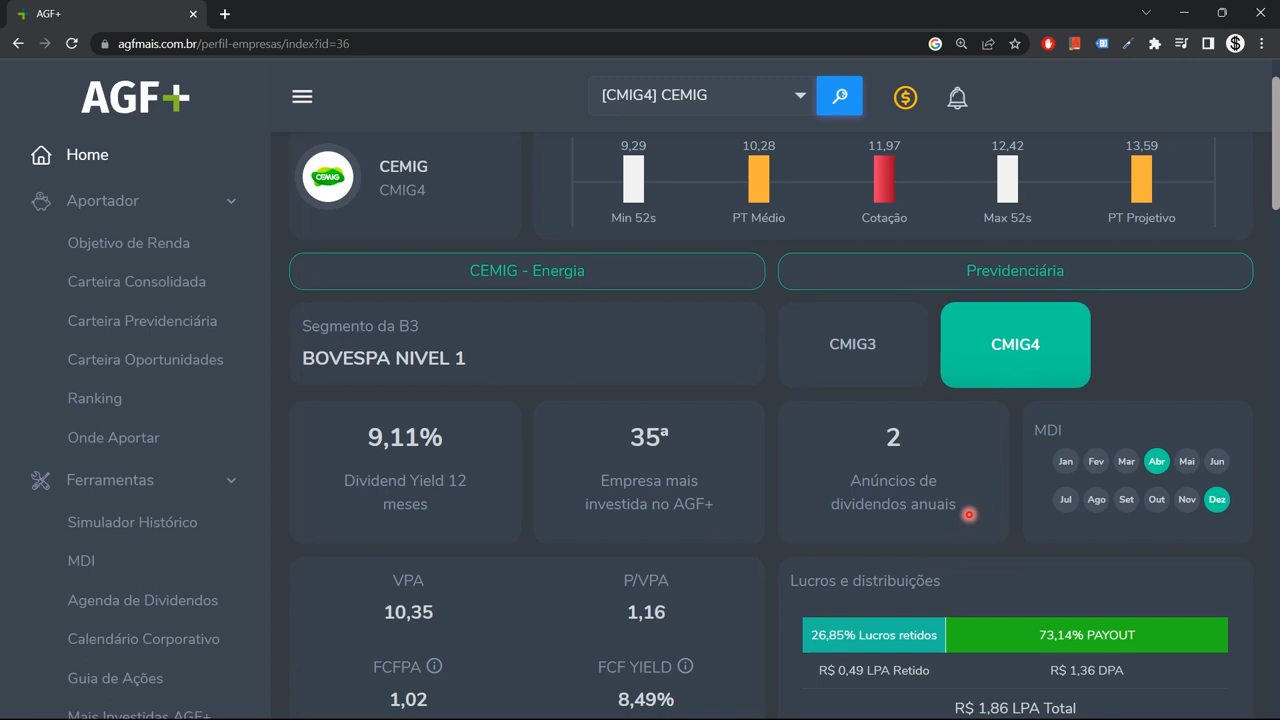 AGF+
agfmais.com.br/perfil-empresas/index?id=36
AGF+
[CMIG4] CEMIG
Home
Aportador
Objetivo de Renda
Carteira Consolidada
Carteira Previdenciária
Carteira Oportunidades
Ranking
Onde Aportar
Ferramentas
Simulador Histórico
MDI
Agenda de Dividendos
Calendário Corporativo
Guia de Ações
Mais Investidas AGF+
CEMIG
CEMIG
CMIG4
9,29 10,28 11,97 12,42 13,59
Min 52s PT Médio Cotação Max 52s PT Projetivo
CEMIG - Energia
Previdenciária
Segmento da B3
BOVESPA NIVEL 1
CMIG3
CMIG4
9,11%
Dividend Yield 12
meses
35ª
Empresa mais
investida no AGF+
2
Anúncios de
dividendos anuais
MDI
Jan Fev Mar Abr Mai Jun
Jul Ago Set Out Nov Dez
VPA
10,35
P/VPA
1,16
FCFPA
1,02
FCF YIELD
8,49%
Lucros e distribuições
26,85% Lucros retidos
73,14% PAYOUT
R$ 0,49 LPA Retido
R$ 1,36 DPA
R$ 1,86 LPA Total